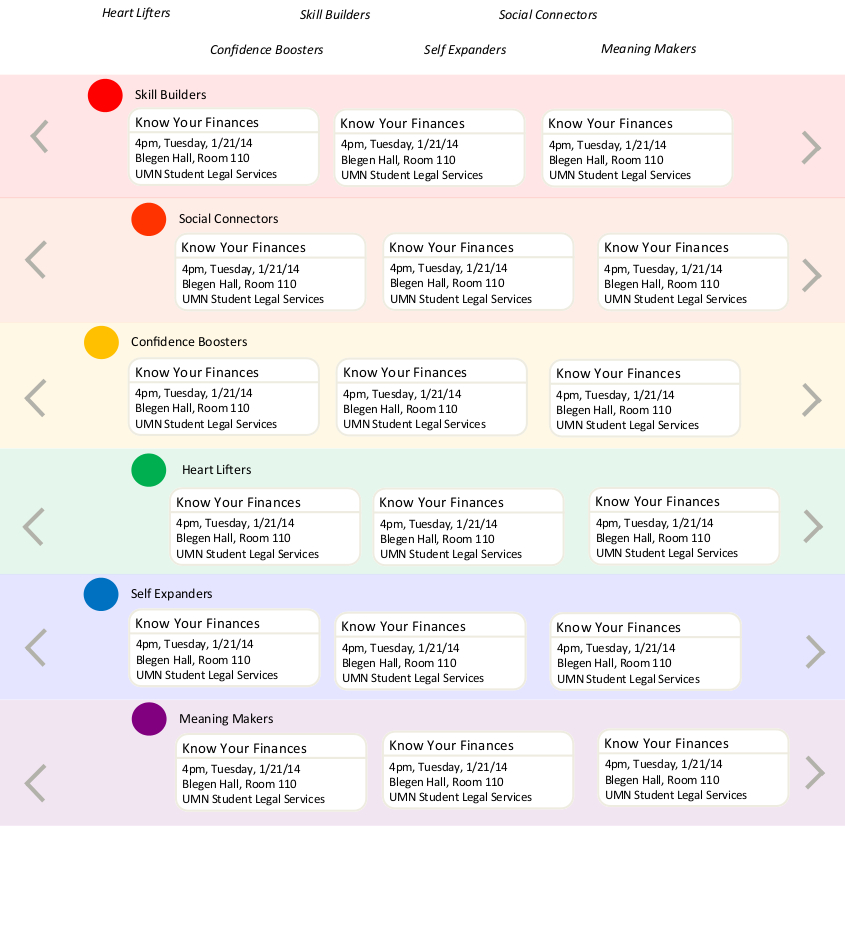 Heart Lifters
Skill Builders
Social Connectors
Confidence Boosters
Self Expanders
Meaning Makers
Skill Builders
Know Your Finances
4pm, Tuesday, 1/21/14
Blegen Hall, Room 110
UMN Student Legal Services
Know Your Finances
4pm, Tuesday, 1/21/14
Blegen Hall, Room 110
UMN Student Legal Services
Know Your Finances
4pm, Tuesday, 1/21/14
Blegen Hall, Room 110
UMN Student Legal Services
Social Connectors
Know Your Finances
4pm, Tuesday, 1/21/14
Blegen Hall, Room 110
UMN Student Legal Services
Know Your Finances
4pm, Tuesday, 1/21/14
Blegen Hall, Room 110
UMN Student Legal Services
Know Your Finances
4pm, Tuesday, 1/21/14
Blegen Hall, Room 110
UMN Student Legal Services
Confidence Boosters
Know Your Finances
4pm, Tuesday, 1/21/14
Blegen Hall, Room 110
UMN Student Legal Services
Know Your Finances
4pm, Tuesday, 1/21/14
Blegen Hall, Room 110
UMN Student Legal Services
Know Your Finances
4pm, Tuesday, 1/21/14
Blegen Hall, Room 110
UMN Student Legal Services
Heart Lifters
Know Your Finances
4pm, Tuesday, 1/21/14
Blegen Hall, Room 110
UMN Student Legal Services
Know Your Finances
4pm, Tuesday, 1/21/14
Blegen Hall, Room 110
UMN Student Legal Services
Know Your Finances
4pm, Tuesday, 1/21/14
Blegen Hall, Room 110
UMN Student Legal Services
Self Expanders
Know Your Finances
4pm, Tuesday, 1/21/14
Blegen Hall, Room 110
UMN Student Legal Services
Know Your Finances
4pm, Tuesday, 1/21/14
Blegen Hall, Room 110
UMN Student Legal Services
Know Your Finances
4pm, Tuesday, 1/21/14
Blegen Hall, Room 110
UMN Student Legal Services
Meaning Makers
Know Your Finances
4pm, Tuesday, 1/21/14
Blegen Hall, Room 110
UMN Student Legal Services
Know Your Finances
4pm, Tuesday, 1/21/14
Blegen Hall, Room 110
UMN Student Legal Services
Know Your Finances
4pm, Tuesday, 1/21/14
Blegen Hall, Room 110
UMN Student Legal Services